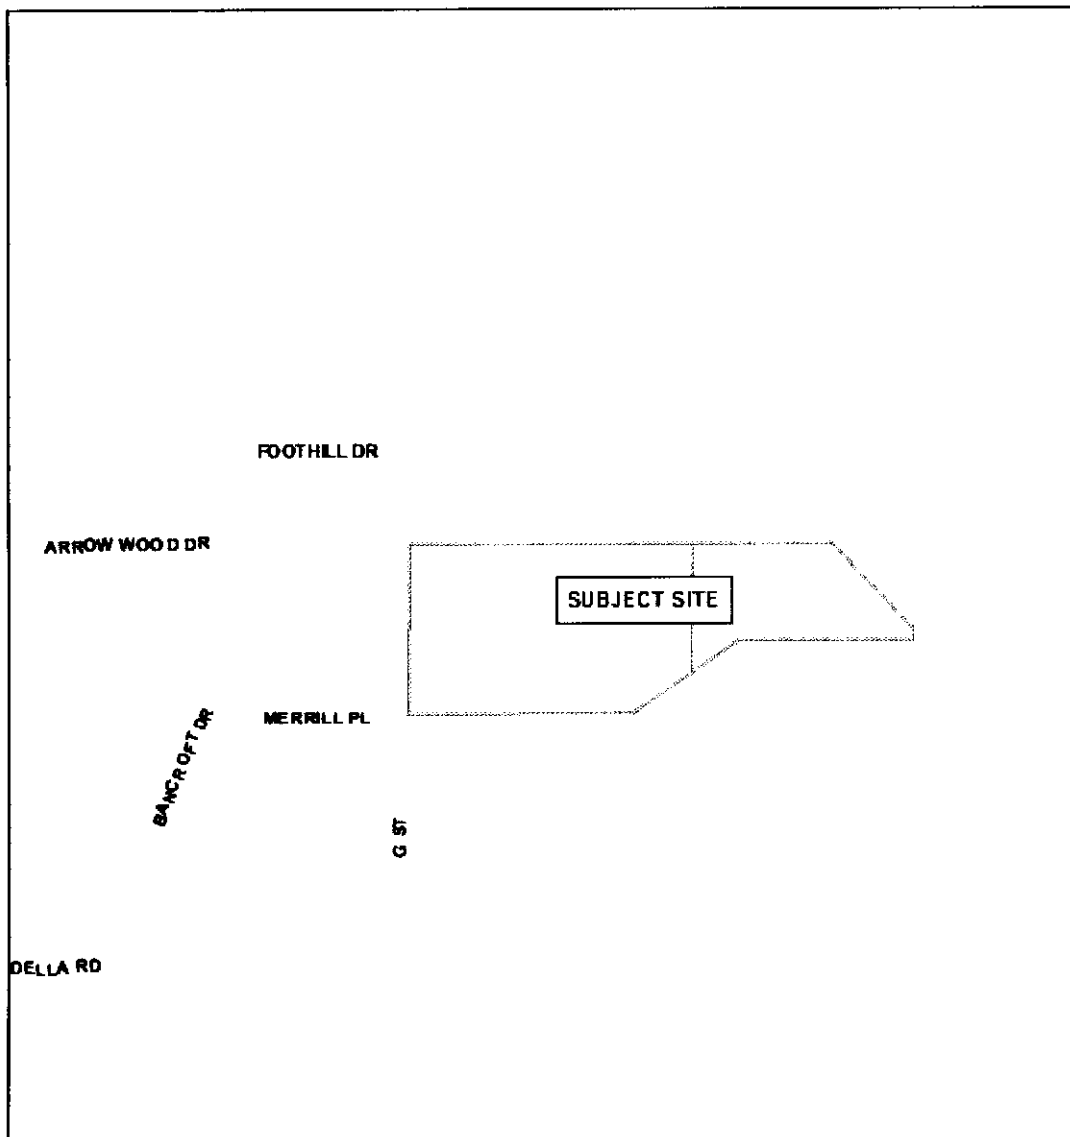 FOOTHILL DR
ARROW WOOD DR
SUBJECT SITE
MERRILL PL
BANCROFT DR
G ST
DELLA RD